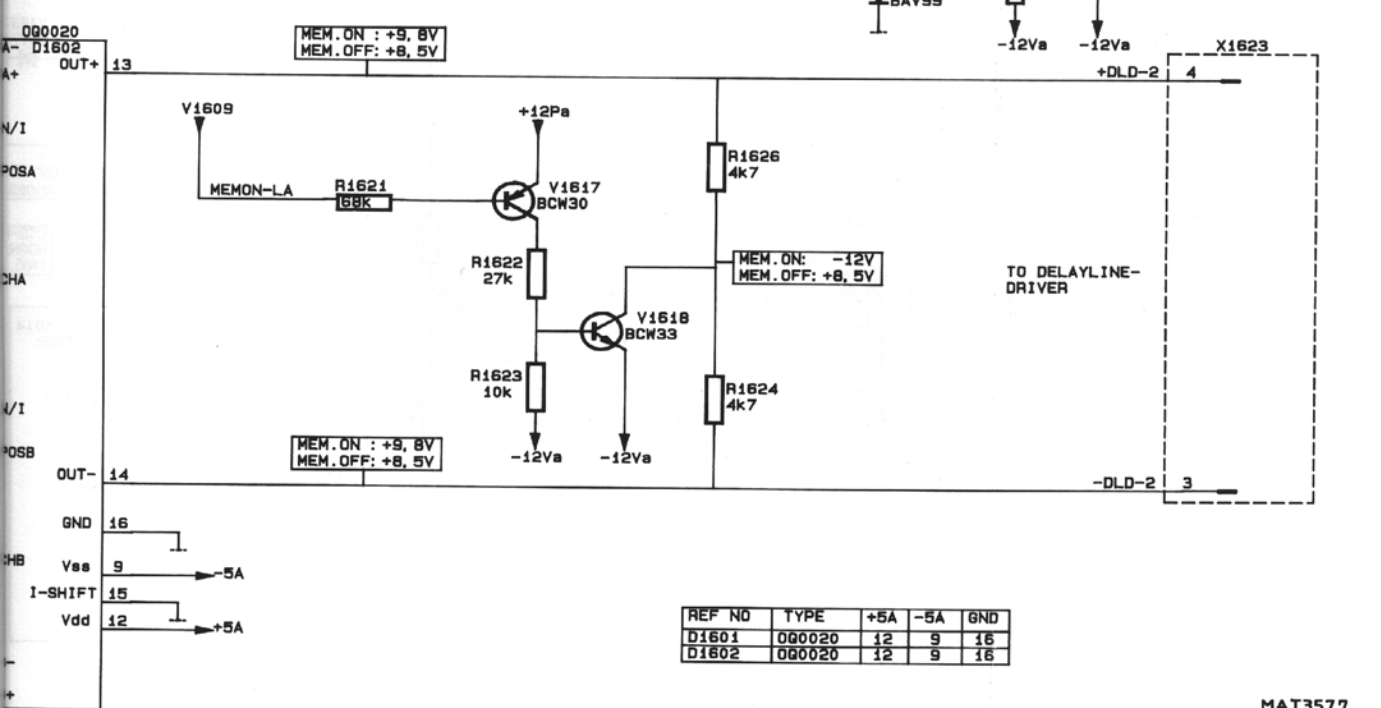 BAY99
-12Va -12Va
OQ0020
A- D1602
OUT+ 13
A+
MEM.ON : +9,8V
MEM.OFF: +8,5V
X1623
+DLD-2 4
V1609
+12Pa
N/I
POSA
MEMON-LA
R1621
68k
V1617
BCW30
R1626
4k7
R1622
27k
MEM.ON: -12V
MEM.OFF: +8,5V
CHA
TO DELAYLINE-
DRIVER
V1618
BCW33
R1623
10k
R1624
4k7
N/I
POSB
MEM.ON : +9,8V
MEM.OFF: +8,5V
-12Va -12Va
OUT- 14
-DLD-2 3
GND 16
CHB
Vss 9 -5A
I-SHIFT 15
Vdd 12 +5A
REF NO TYPE +5A -5A GND
D1601 OQ0020 12 9 16
D1602 OQ0020 12 9 16
MAT3577